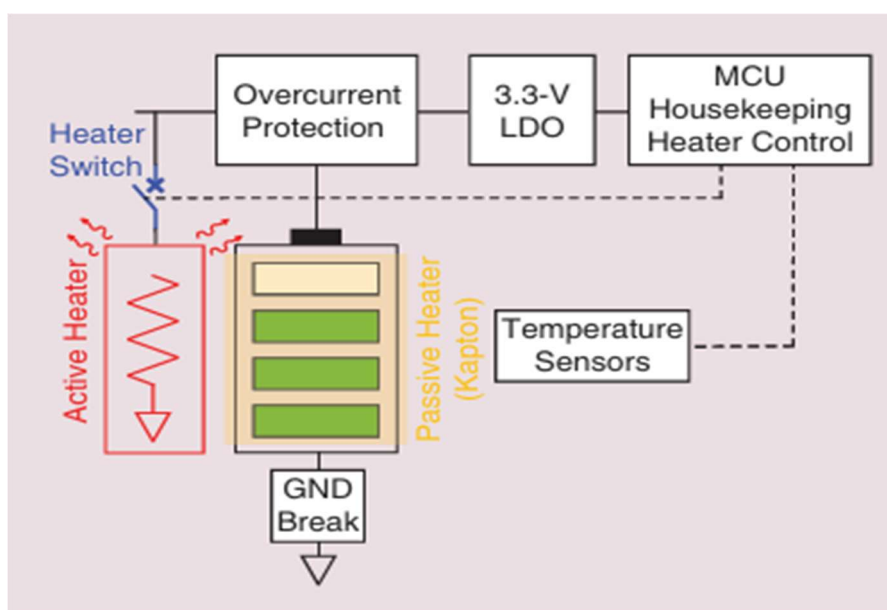 Overcurrent
Protection
3.3-V
LDO
MCU
Housekeeping
Heater Control
Heater
Switch
Active Heater
Passive Heater
(Kapton)
Temperature
Sensors
GND
Break